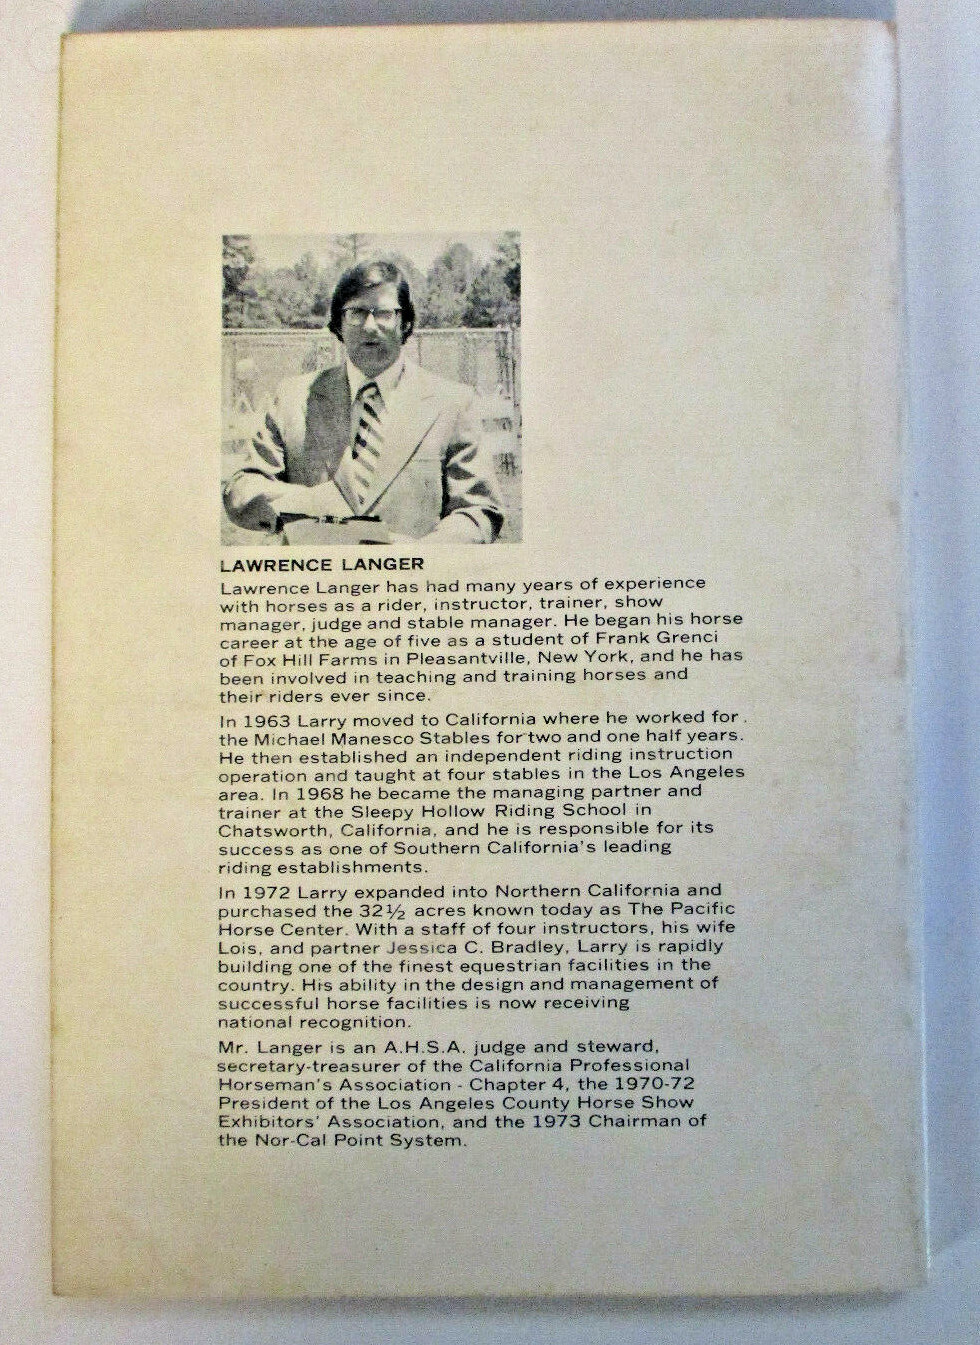 LAWRENCE LANGER
Lawrence Langer has had many years of experience
with horses as a rider, instructor, trainer, show
manager, judge and stable manager. He began his horse
career at the age of five as a student of Frank Grenci
of Fox Hill Farms in Pleasantville, New York, and he has
been involved in teaching and training horses and
their riders ever since.
In 1963 Larry moved to California where he worked for
the Michael Manesco Stables for two and one half years.
He then established an independent riding instruction
operation and taught at four stables in the Los Angeles
area. In 1968 he became the managing partner and
trainer at the Sleepy Hollow Riding School in
Chatsworth, California, and he is responsible for its
success as one of Southern California's leading
riding establishments.
In 1972 Larry expanded into Northern California and
purchased the 32½ acres known today as The Pacific
Horse Center. With a staff of four instructors, his wife
Lois, and partner Jessica C. Bradley, Larry is rapidly
building one of the finest equestrian facilities in the
country. His ability in the design and management of
successful horse facilities is now receiving
national recognition.
Mr. Langer is an A.H.S.A. judge and steward,
secretary-treasurer of the California Professional
Horseman's Association - Chapter 4, the 1970-72
President of the Los Angeles County Horse Show
Exhibitors' Association, and the 1973 Chairman of
the Nor-Cal Point System.